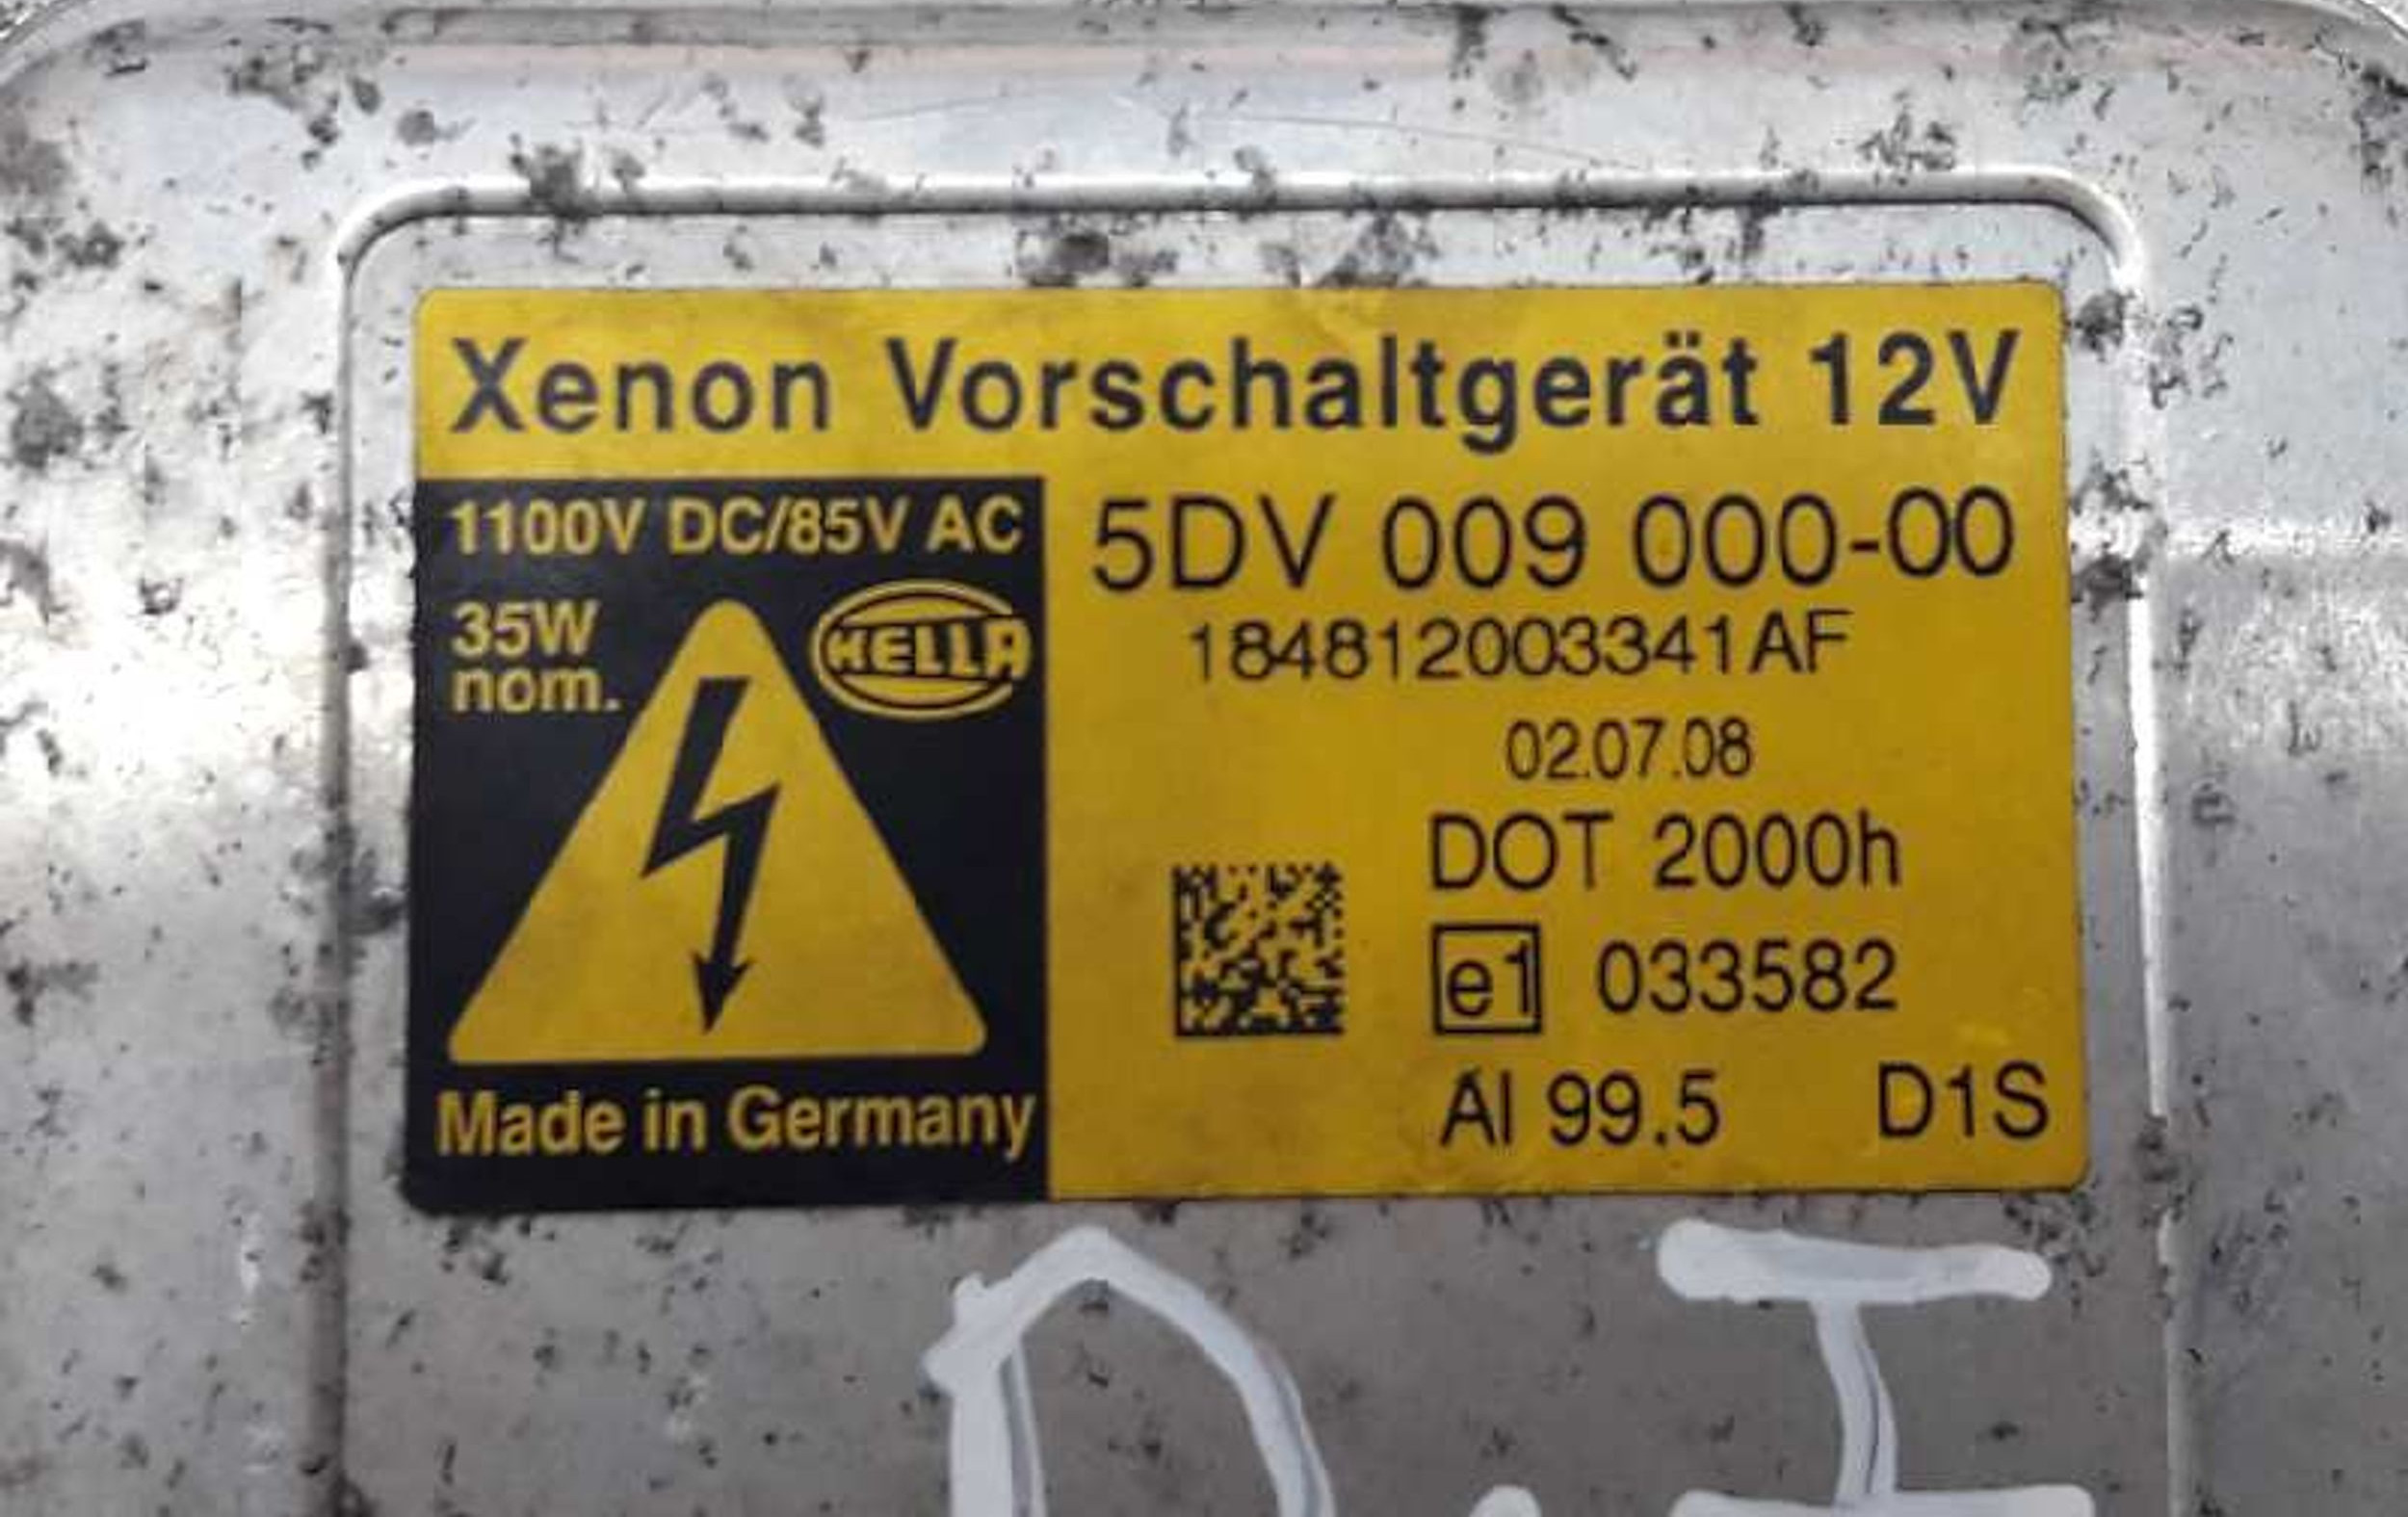 Xenon Vorschaltgerät 12V
1100V DC/85V AC
35W
nom.
HELLA
Made in Germany
5DV 009 000-00
184812003341AF
02.07.08
DOT 2000h
e1 033582
Al 99.5 D1S